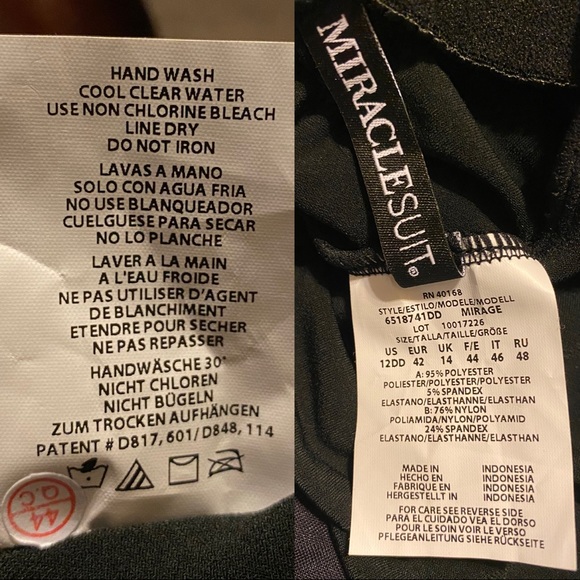 HAND WASH
COOL CLEAR WATER
USE NON CHLORINE BLEACH
LINE DRY
DO NOT IRON
LAVAS A MANO
SOLO CON AGUA FRIA
NO USE BLANQUEADOR
CUELGUESE PARA SECAR
NO LO PLANCHE
LAVER A LA MAIN
A L'EAU FROIDE
NE PAS UTILISER D'AGENT
DE BLANCHIMENT
ETENDRE POUR SECHER
NE PAS REPASSER
HANDWÄSCHE 30°
NICHT CHLOREN
NICHT BÜGELN
ZUM TROCKEN AUFHÄNGEN
PATENT # D817, 601/ D848, 114
44
Q.C
MIRACLESUIT®
RN 40168
STYLE/ESTILO/MODELE/MODELL
6518741DD MIRAGE
LOT 10017226
SIZE/TALLA/TAILLE/GRÖßE
US EUR UK F/E IT RU
12DD 42 14 44 46 48
A: 95% POLYESTER
POLIESTER/POLYESTER/POLYESTER
5% SPANDEX
ELASTANO/ELASTHANNE/ELASTHAN
B: 76% NYLON
POLIAMIDA/NYLON/POLYAMID
24% SPANDEX
ELASTANO/ELASTHANNE/ELASTHAN
MADE IN INDONESIA
HECHO EN INDONESIA
FABRIQUE EN INDONESIA
HERGESTELLT IN INDONESIA
FOR CARE SEE REVERSE SIDE
PARA EL CUIDADO VEA EL DORSO
POUR LE SOIN VOIR LE VERSO
PFLEGEANLEITUNG SIEHE RÜCKSEITE